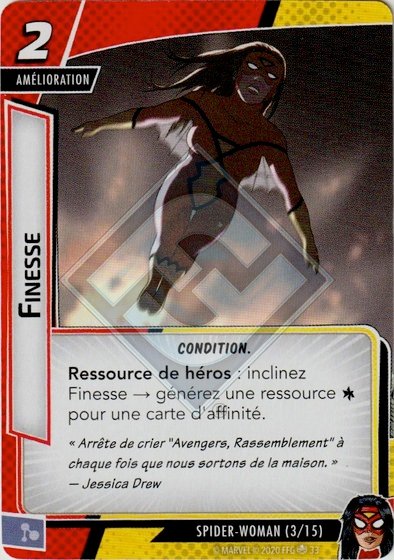 2
AMÉLIORATION
FINESSE
CONDITION.
Ressource de héros : inclinez
Finesse → générez une ressource
pour une carte d'affinité.
« Arrête de crier "Avengers, Rassemblement" à
chaque fois que nous sortons de la maison. »
— Jessica Drew
SPIDER-WOMAN (3/15)
© MARVEL © 2020 FFG 33